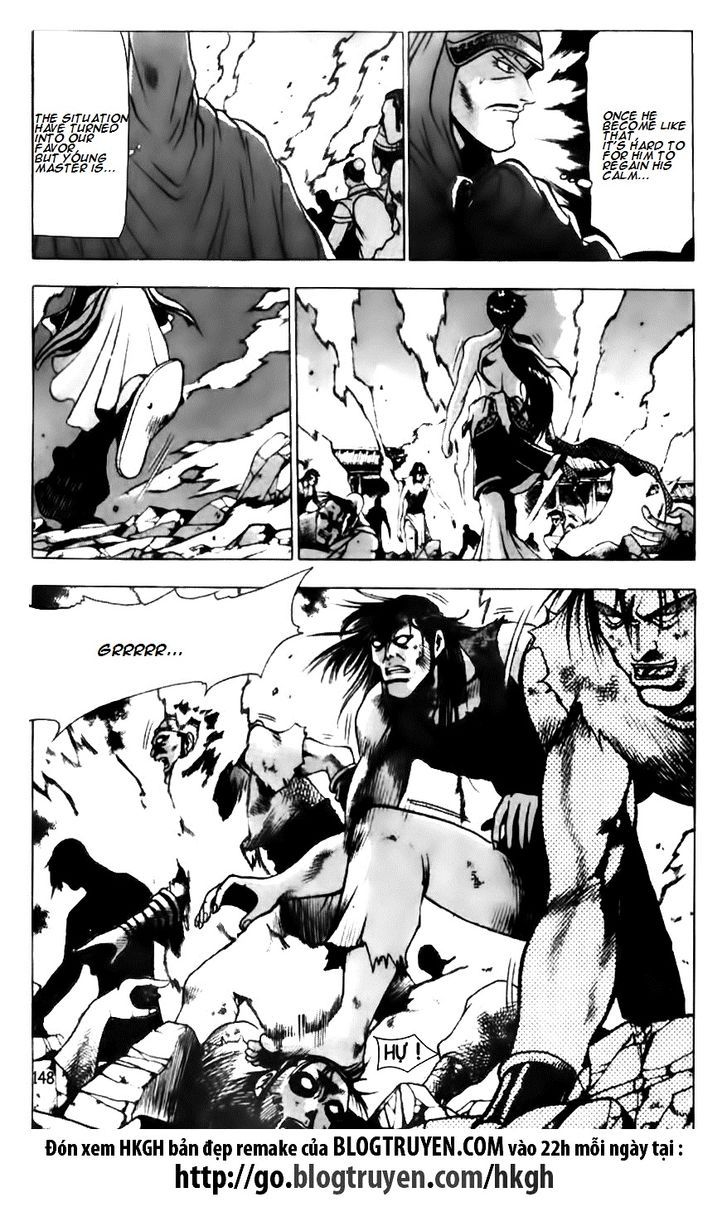 ONCE HE
BECOME LIKE
THAT
IT'S HARD TO
FOR HIM TO
REGAIN HIS
CALM...
THE SITUATION
HAVE TURNED
INTO OUR
FAVOR,
BUT YOUNG
MASTER IS...
GRRRRR...
HỰ !
148
Đón xem HKGH bản đẹp remake của BLOGTRUYEN.COM vào 22h mỗi ngày tại :
http://go.blogtruyen.com/hkgh